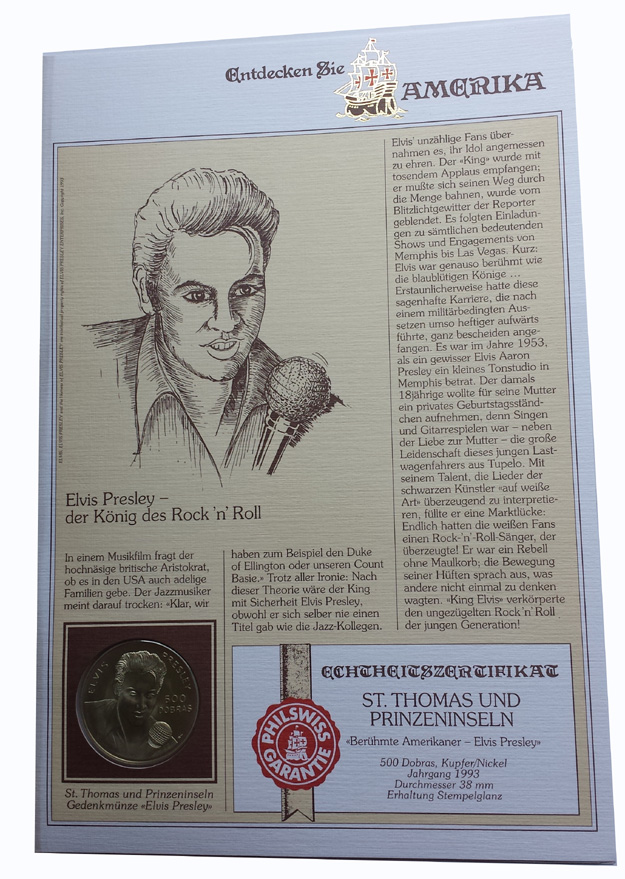 Entdecken Sie
AMERIKA
Elvis Presley –
der König des Rock 'n' Roll
In einem Musikfilm fragt der
hochnäsige britische Aristokrat,
ob es in den USA auch adelige
Familien gebe. Der Jazzmusiker
meint darauf trocken: «Klar, wir
haben zum Beispiel den Duke
of Ellington oder unseren Count
Basie.» Trotz aller Ironie: Nach
dieser Theorie wäre der King
mit Sicherheit Elvis Presley,
obwohl er sich selber nie einen
Titel gab wie die Jazz-Kollegen.
Elvis' unzählige Fans über-
nahmen es, ihr Idol angemessen
zu ehren. Der «King» wurde mit
tosendem Applaus empfangen;
er mußte sich seinen Weg durch
die Menge bahnen, wurde vom
Blitzlichtgewitter der Reporter
geblendet. Es folgten Einladun-
gen zu sämtlichen bedeutenden
Shows und Engagements von
Memphis bis Las Vegas. Kurz:
Elvis war genauso berühmt wie
die blaublütigen Könige ...
Erstaunlicherweise hatte diese
sagenhafte Karriere, die nach
einem militärbedingten Aus-
setzen umso heftiger aufwärts
führte, ganz bescheiden ange-
fangen. Es war im Jahre 1953,
als ein gewisser Elvis Aaron
Presley ein kleines Tonstudio in
Memphis betrat. Der damals
18jährige wollte für seine Mutter
ein privates Geburtstagsständ-
chen aufnehmen, denn Singen
und Gitarrespielen war – neben
der Liebe zur Mutter – die große
Leidenschaft dieses jungen Last-
wagenfahrers aus Tupelo. Mit
seinem Talent, die Lieder der
schwarzen Künstler «auf weiße
Art» überzeugend zu interpretie-
ren, füllte er eine Marktlücke:
Endlich hatten die weißen Fans
einen Rock-'n'-Roll-Sänger, der
überzeugte! Er war ein Rebell
ohne Maulkorb; die Bewegung
seiner Hüften sprach aus, was
andere nicht einmal zu denken
wagten. «King Elvis» verkörperte
den ungezügelten Rock 'n' Roll
der jungen Generation!
ELVIS PRESLEY
500
DOBRAS
St. Thomas und Prinzeninseln
Gedenkmünze «Elvis Presley»
ECHTHEITSZERTIFIKAT
ST. THOMAS UND
PRINZENINSELN
«Berühmte Amerikaner – Elvis Presley»
500 Dobras, Kupfer/Nickel
Jahrgang 1993
Durchmesser 38 mm
Erhaltung Stempelglanz
PHILSWISS
GARANTIE